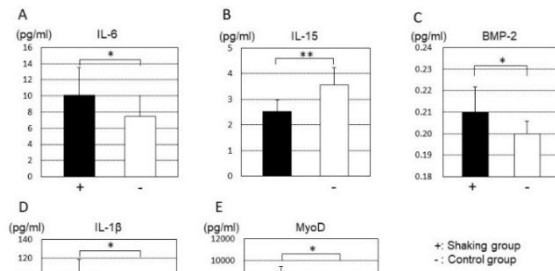 A IL-6
(pg/ml)
*
16
14
12
10
8
6
4
2
0
+ -
B IL-15
(pg/ml)
**
5
4
3
2
1
0
-
C BMP-2
(pg/ml)
*
0.24
0.23
0.22
0.21
0.20
0.19
0.18
+ -
D IL-1β
(pg/ml)
*
140
120
E MyoD
(pg/ml)
*
12000
10000
+: Shaking group
- : Control group